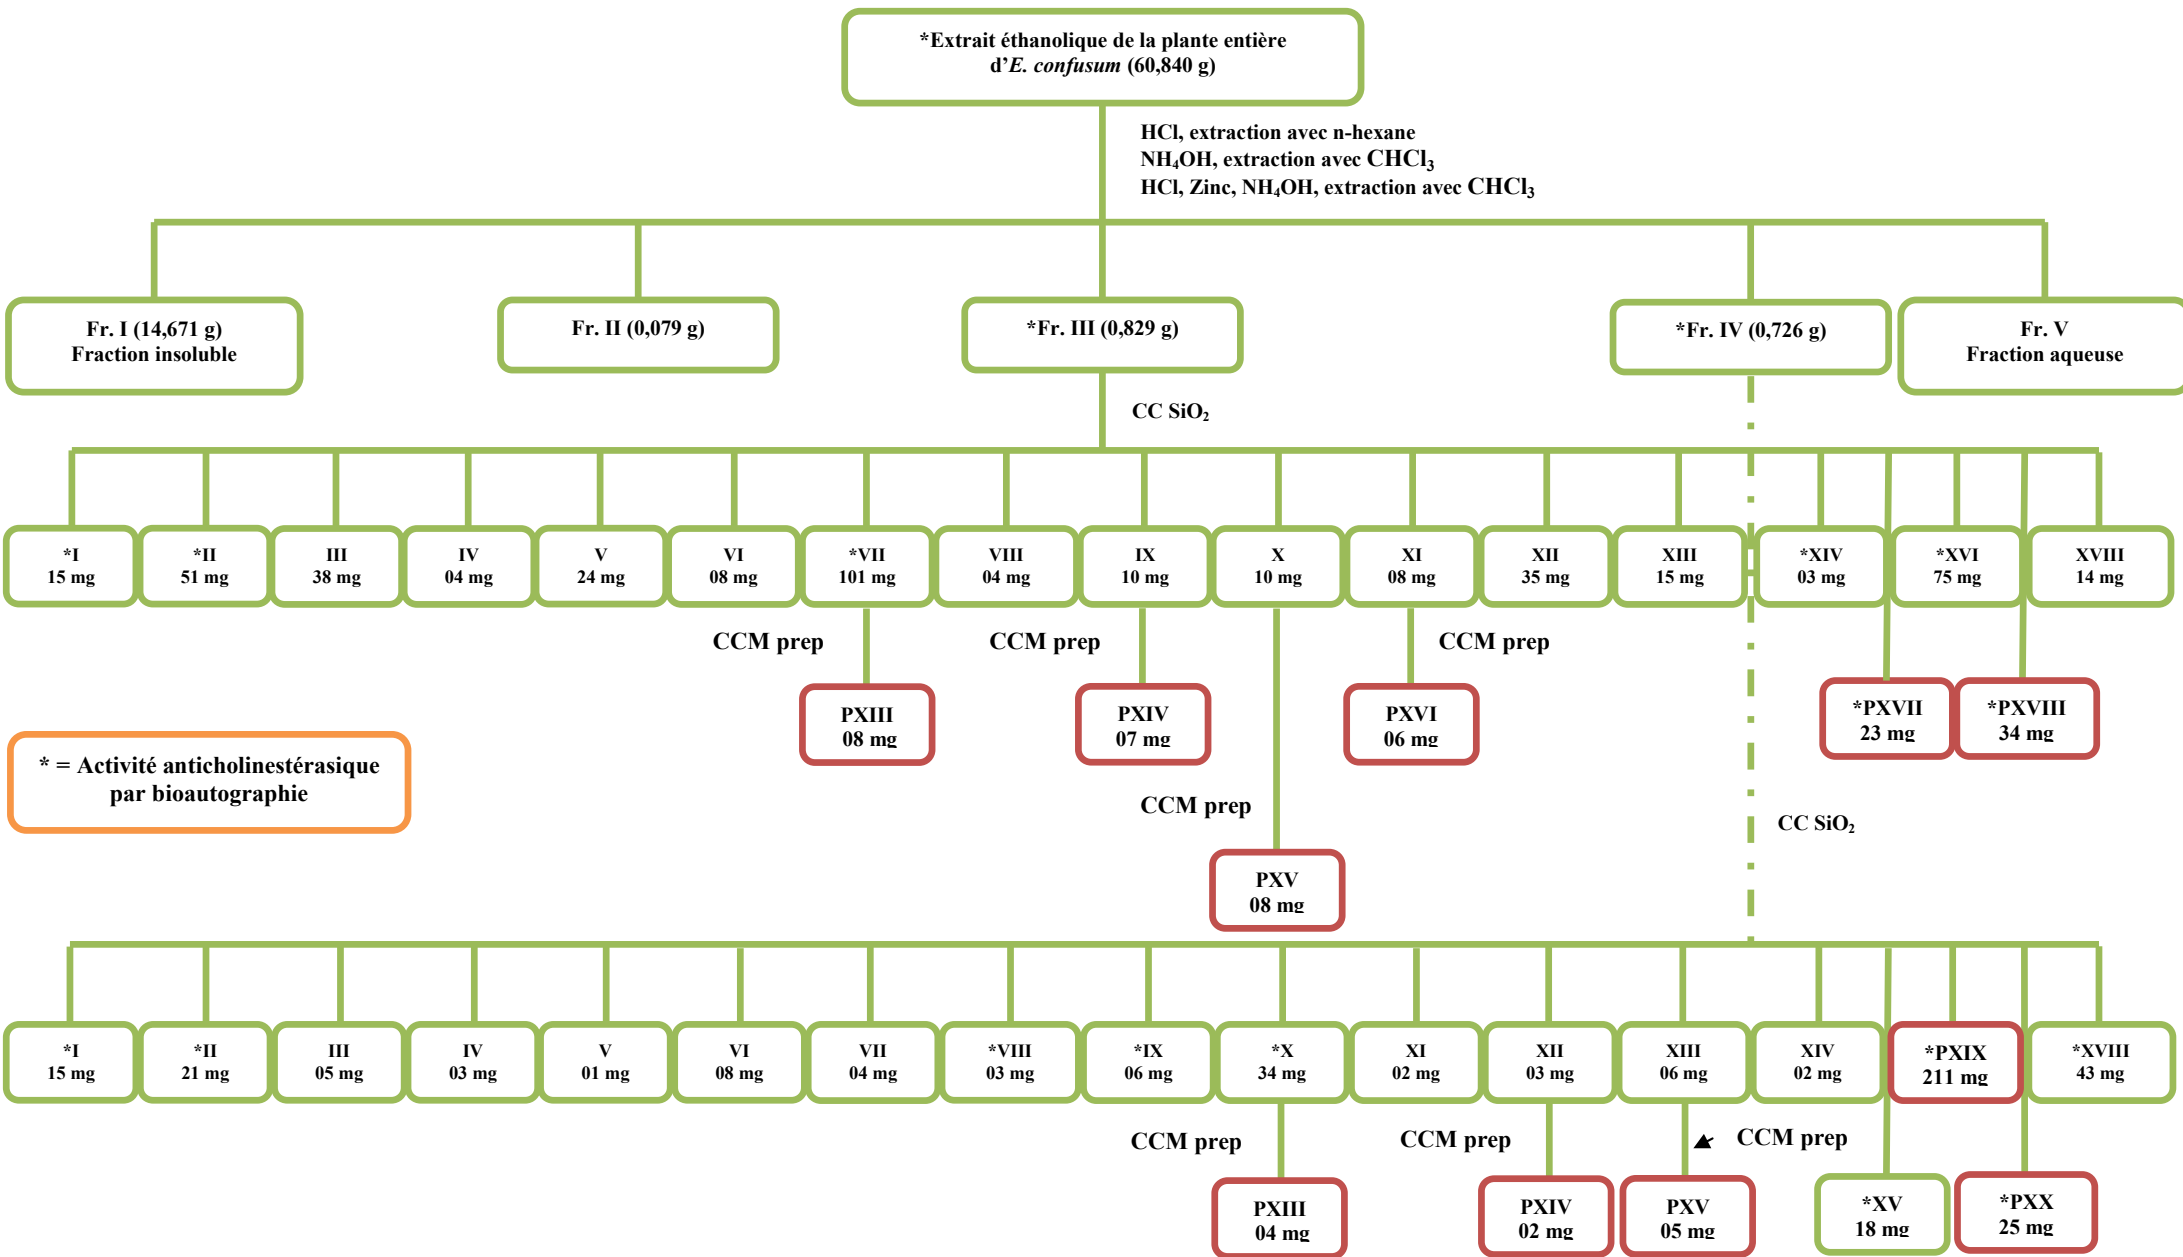 *Extrait éthanolique de la plante entière
d'E. confusum (60,840 g)
HCl, extraction avec n-hexane
NH₄OH, extraction avec CHCl₃
HCl, Zinc, NH₄OH, extraction avec CHCl₃
Fr. I (14,671 g)
Fraction insoluble
Fr. II (0,079 g)
*Fr. III (0,829 g)
*Fr. IV (0,726 g)
Fr. V
Fraction aqueuse
CC SiO₂
*I
15 mg
*II
51 mg
III
38 mg
IV
04 mg
V
24 mg
VI
08 mg
*VII
101 mg
VIII
04 mg
IX
10 mg
X
10 mg
XI
08 mg
XII
35 mg
XIII
15 mg
*XIV
03 mg
*XVI
75 mg
XVIII
14 mg
CCM prep
CCM prep
CCM prep
PXIII
08 mg
PXIV
07 mg
PXVI
06 mg
*PXVII
23 mg
*PXVIII
34 mg
* = Activité anticholinestérasique
par bioautographie
CCM prep
CC SiO₂
PXV
08 mg
*I
15 mg
*II
21 mg
III
05 mg
IV
03 mg
V
01 mg
VI
08 mg
VII
04 mg
*VIII
03 mg
*IX
06 mg
*X
34 mg
XI
02 mg
XII
03 mg
XIII
06 mg
XIV
02 mg
*PXIX
211 mg
*XVIII
43 mg
CCM prep
CCM prep
CCM prep
PXIII
04 mg
PXIV
02 mg
PXV
05 mg
*XV
18 mg
*PXX
25 mg